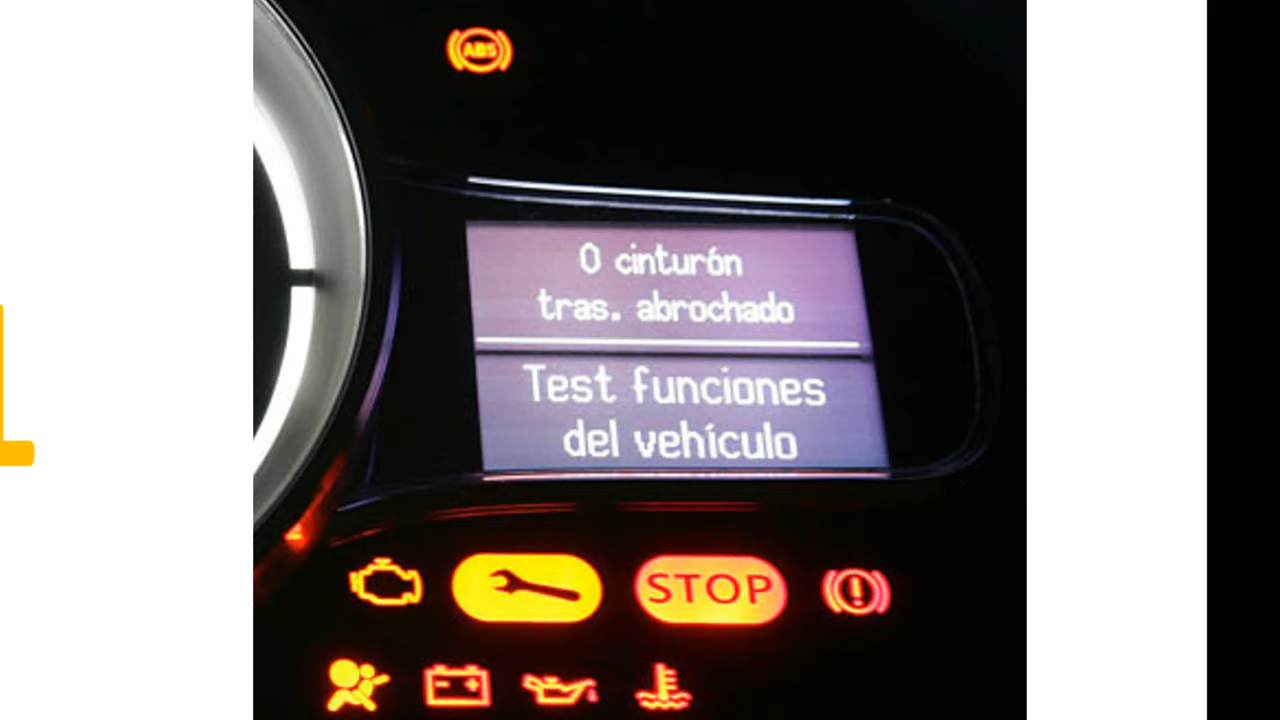 ABS
0 cinturón
tras. abrochado
Test funciones
del vehículo
STOP